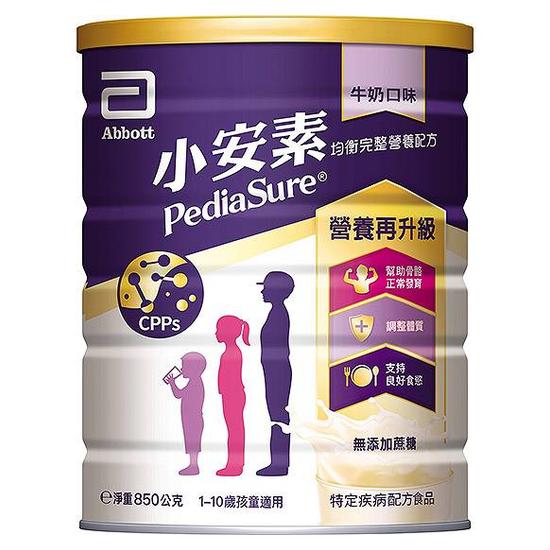 牛奶口味
Abbott
小安素
均衡完整營養配方
PediaSure®
營養再升級
幫助骨骼
正常發育
CPPs
調整體質
支持
良好食慾
無添加蔗糖
℮淨重850公克
1-10歲孩童適用
特定疾病配方食品